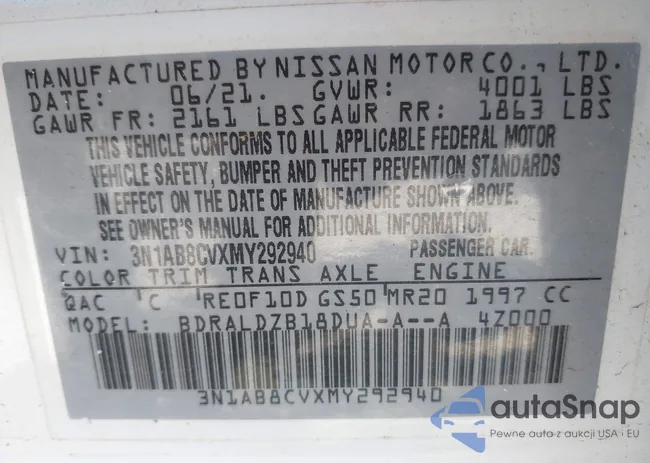 MANUFACTURED BY NISSAN MOTOR CO., LTD.
DATE: 06/21. GVWR: 4001 LBS
GAWR FR: 2161 LBS GAWR RR: 1863 LBS
THIS VEHICLE CONFORMS TO ALL APPLICABLE FEDERAL MOTOR
VEHICLE SAFETY, BUMPER AND THEFT PREVENTION STANDARDS
IN EFFECT ON THE DATE OF MANUFACTURE SHOWN ABOVE.
SEE OWNER'S MANUAL FOR ADDITIONAL INFORMATION.
VIN: 3N1AB8CVXMY292940 PASSENGER CAR.
COLOR TRIM TRANS AXLE ENGINE
QAC C RE0F10D GS50 MR20 1997 CC
MODEL: BDRALDZB18DUA-A--A 4Z000
3N1AB8CVXMY292940
autoSnap
Pewne auta z aukcji USA i EU